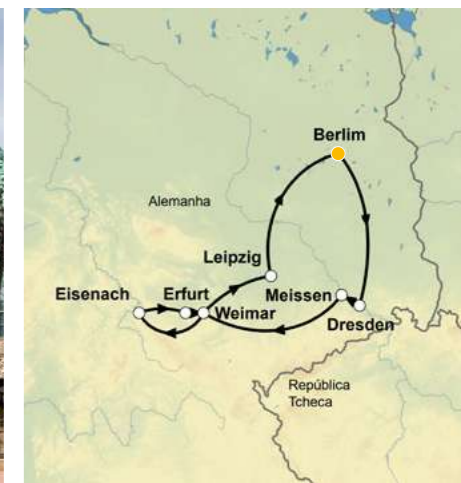 Berlim
Alemanha
Leipzig
Eisenach
Erfurt
Meissen
Weimar
Dresden
República
Tcheca